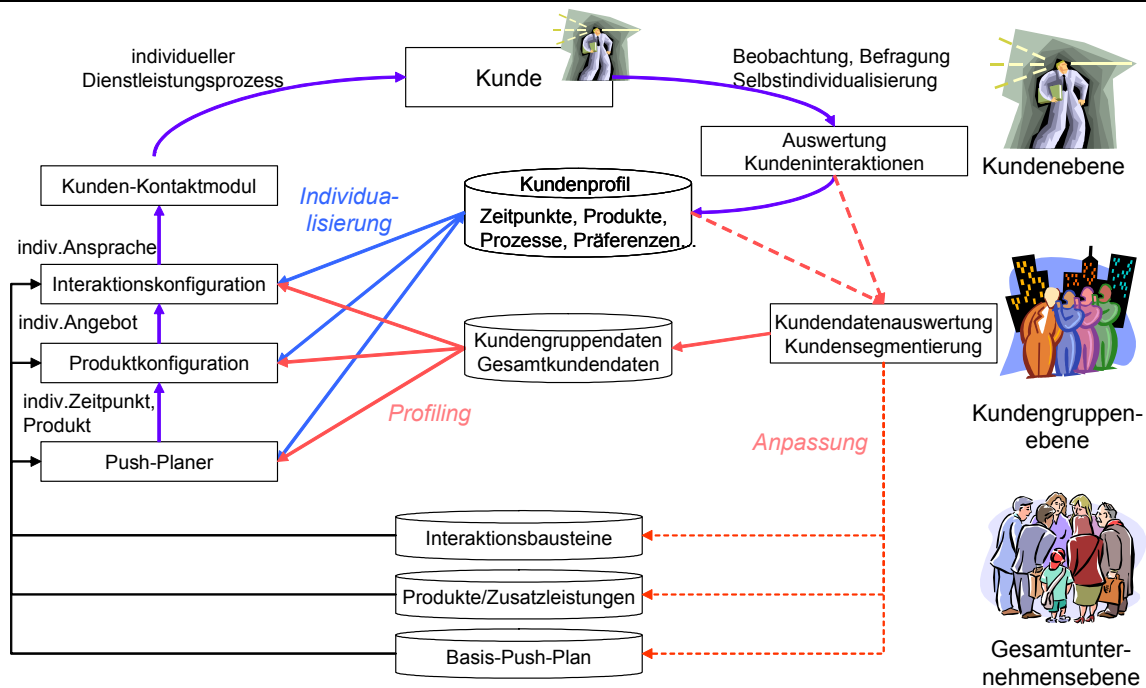 individueller
Dienstleistungsprozess
Kunde
Beobachtung, Befragung
Selbstindividualisierung
Auswertung
Kundeninteraktionen
Kundenebene
Kunden-Kontaktmodul
Individua-
lisierung
Kundenprofil
Zeitpunkte, Produkte,
Prozesse, Präferenzen...
indiv.Ansprache
Interaktionskonfiguration
indiv.Angebot
Produktkonfiguration
Kundengruppendaten
Gesamtkundendaten
Kundendatenauswertung
Kundensegmentierung
indiv.Zeitpunkt,
Produkt
Profiling
Anpassung
Kundengruppen-
ebene
Push-Planer
Interaktionsbausteine
Produkte/Zusatzleistungen
Basis-Push-Plan
Gesamtunter-
nehmensebene